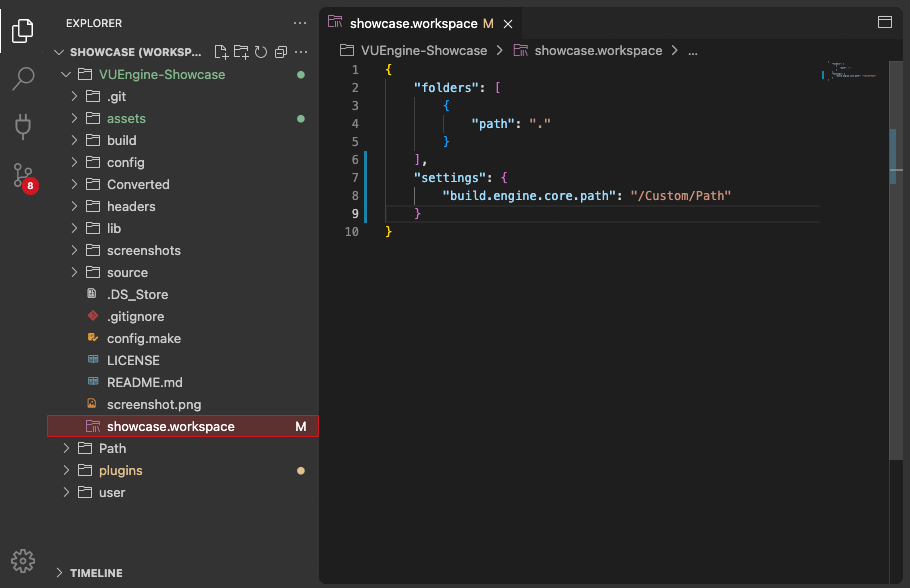 EXPLORER
SHOWCASE (WORKSP...
VUEngine-Showcase
.git
assets
build
config
Converted
headers
lib
screenshots
source
.DS_Store
.gitignore
config.make
LICENSE
README.md
screenshot.png
showcase.workspace M
Path
plugins
user
TIMELINE
8
showcase.workspace M
VUEngine-Showcase > showcase.workspace > ...
1 {
2 "folders": [
3 {
4 "path": "."
5 }
6 ],
7 "settings": {
8 "build.engine.core.path": "/Custom/Path"
9 }
10 }